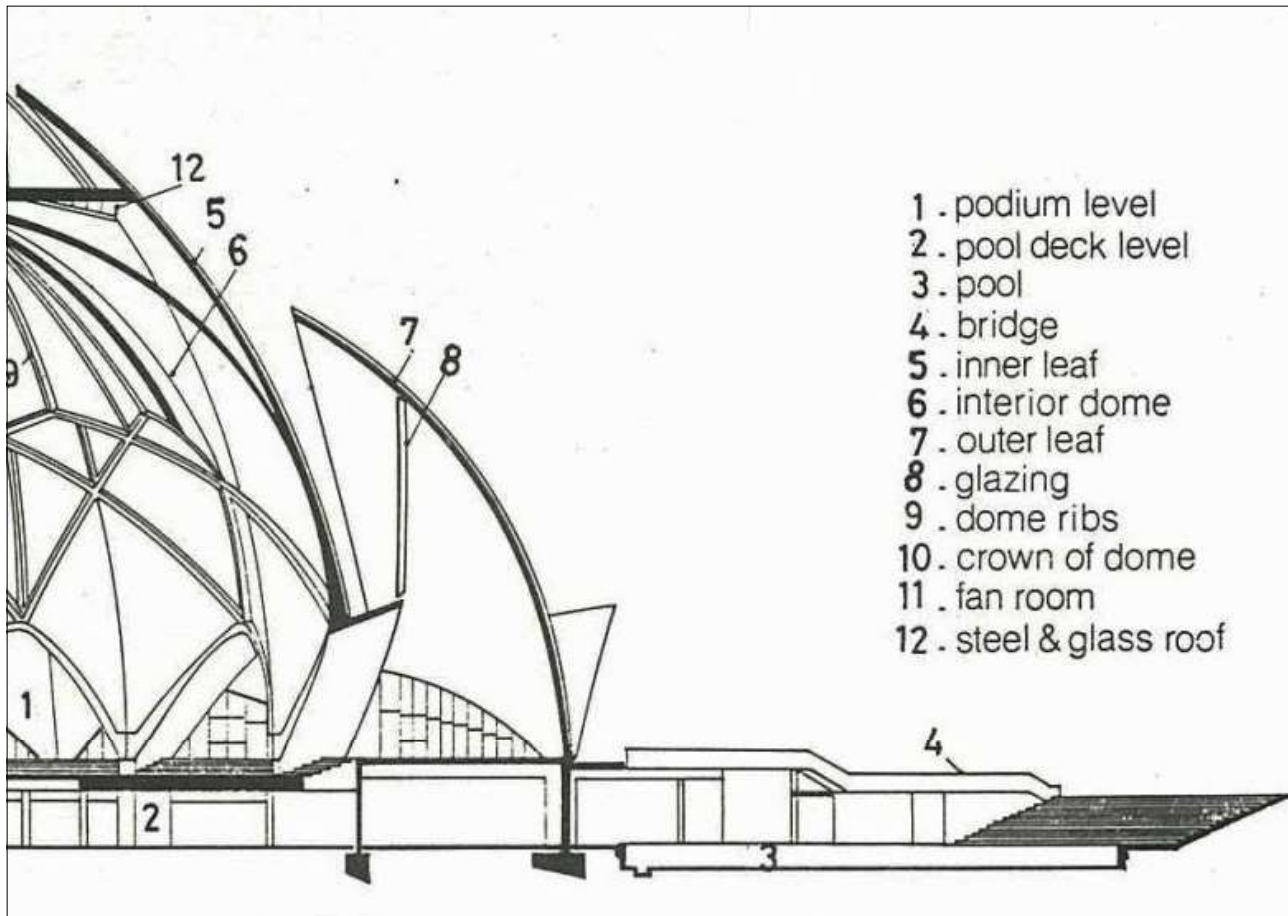 12
5
6
7
8
9
1
2
3
4
1 . podium level
2 . pool deck level
3 . pool
4 . bridge
5 . inner leaf
6 . interior dome
7 . outer leaf
8 . glazing
9 . dome ribs
10 . crown of dome
11 . fan room
12 . steel & glass roof